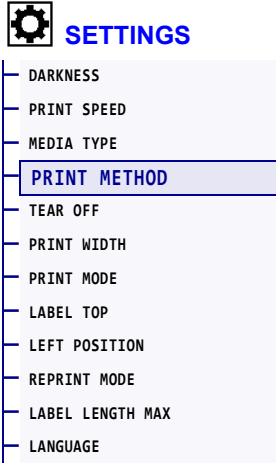 SETTINGS
DARKNESS
PRINT SPEED
MEDIA TYPE
PRINT METHOD
TEAR OFF
PRINT WIDTH
PRINT MODE
LABEL TOP
LEFT POSITION
REPRINT MODE
LABEL LENGTH MAX
LANGUAGE